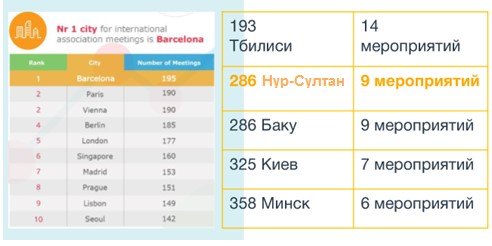 Nr 1 city for international
association meetings is Barcelona
Rank City Number of Meetings
1 Barcelona 195
2 Paris 190
2 Vienna 190
4 Berlin 185
5 London 177
6 Singapore 160
7 Madrid 153
8 Prague 151
9 Lisbon 149
10 Seoul 142
193 14
Тбилиси мероприятий
286 Нур-Султан 9 мероприятий
286 Баку 9 мероприятий
325 Киев 7 мероприятий
358 Минск 6 мероприятий